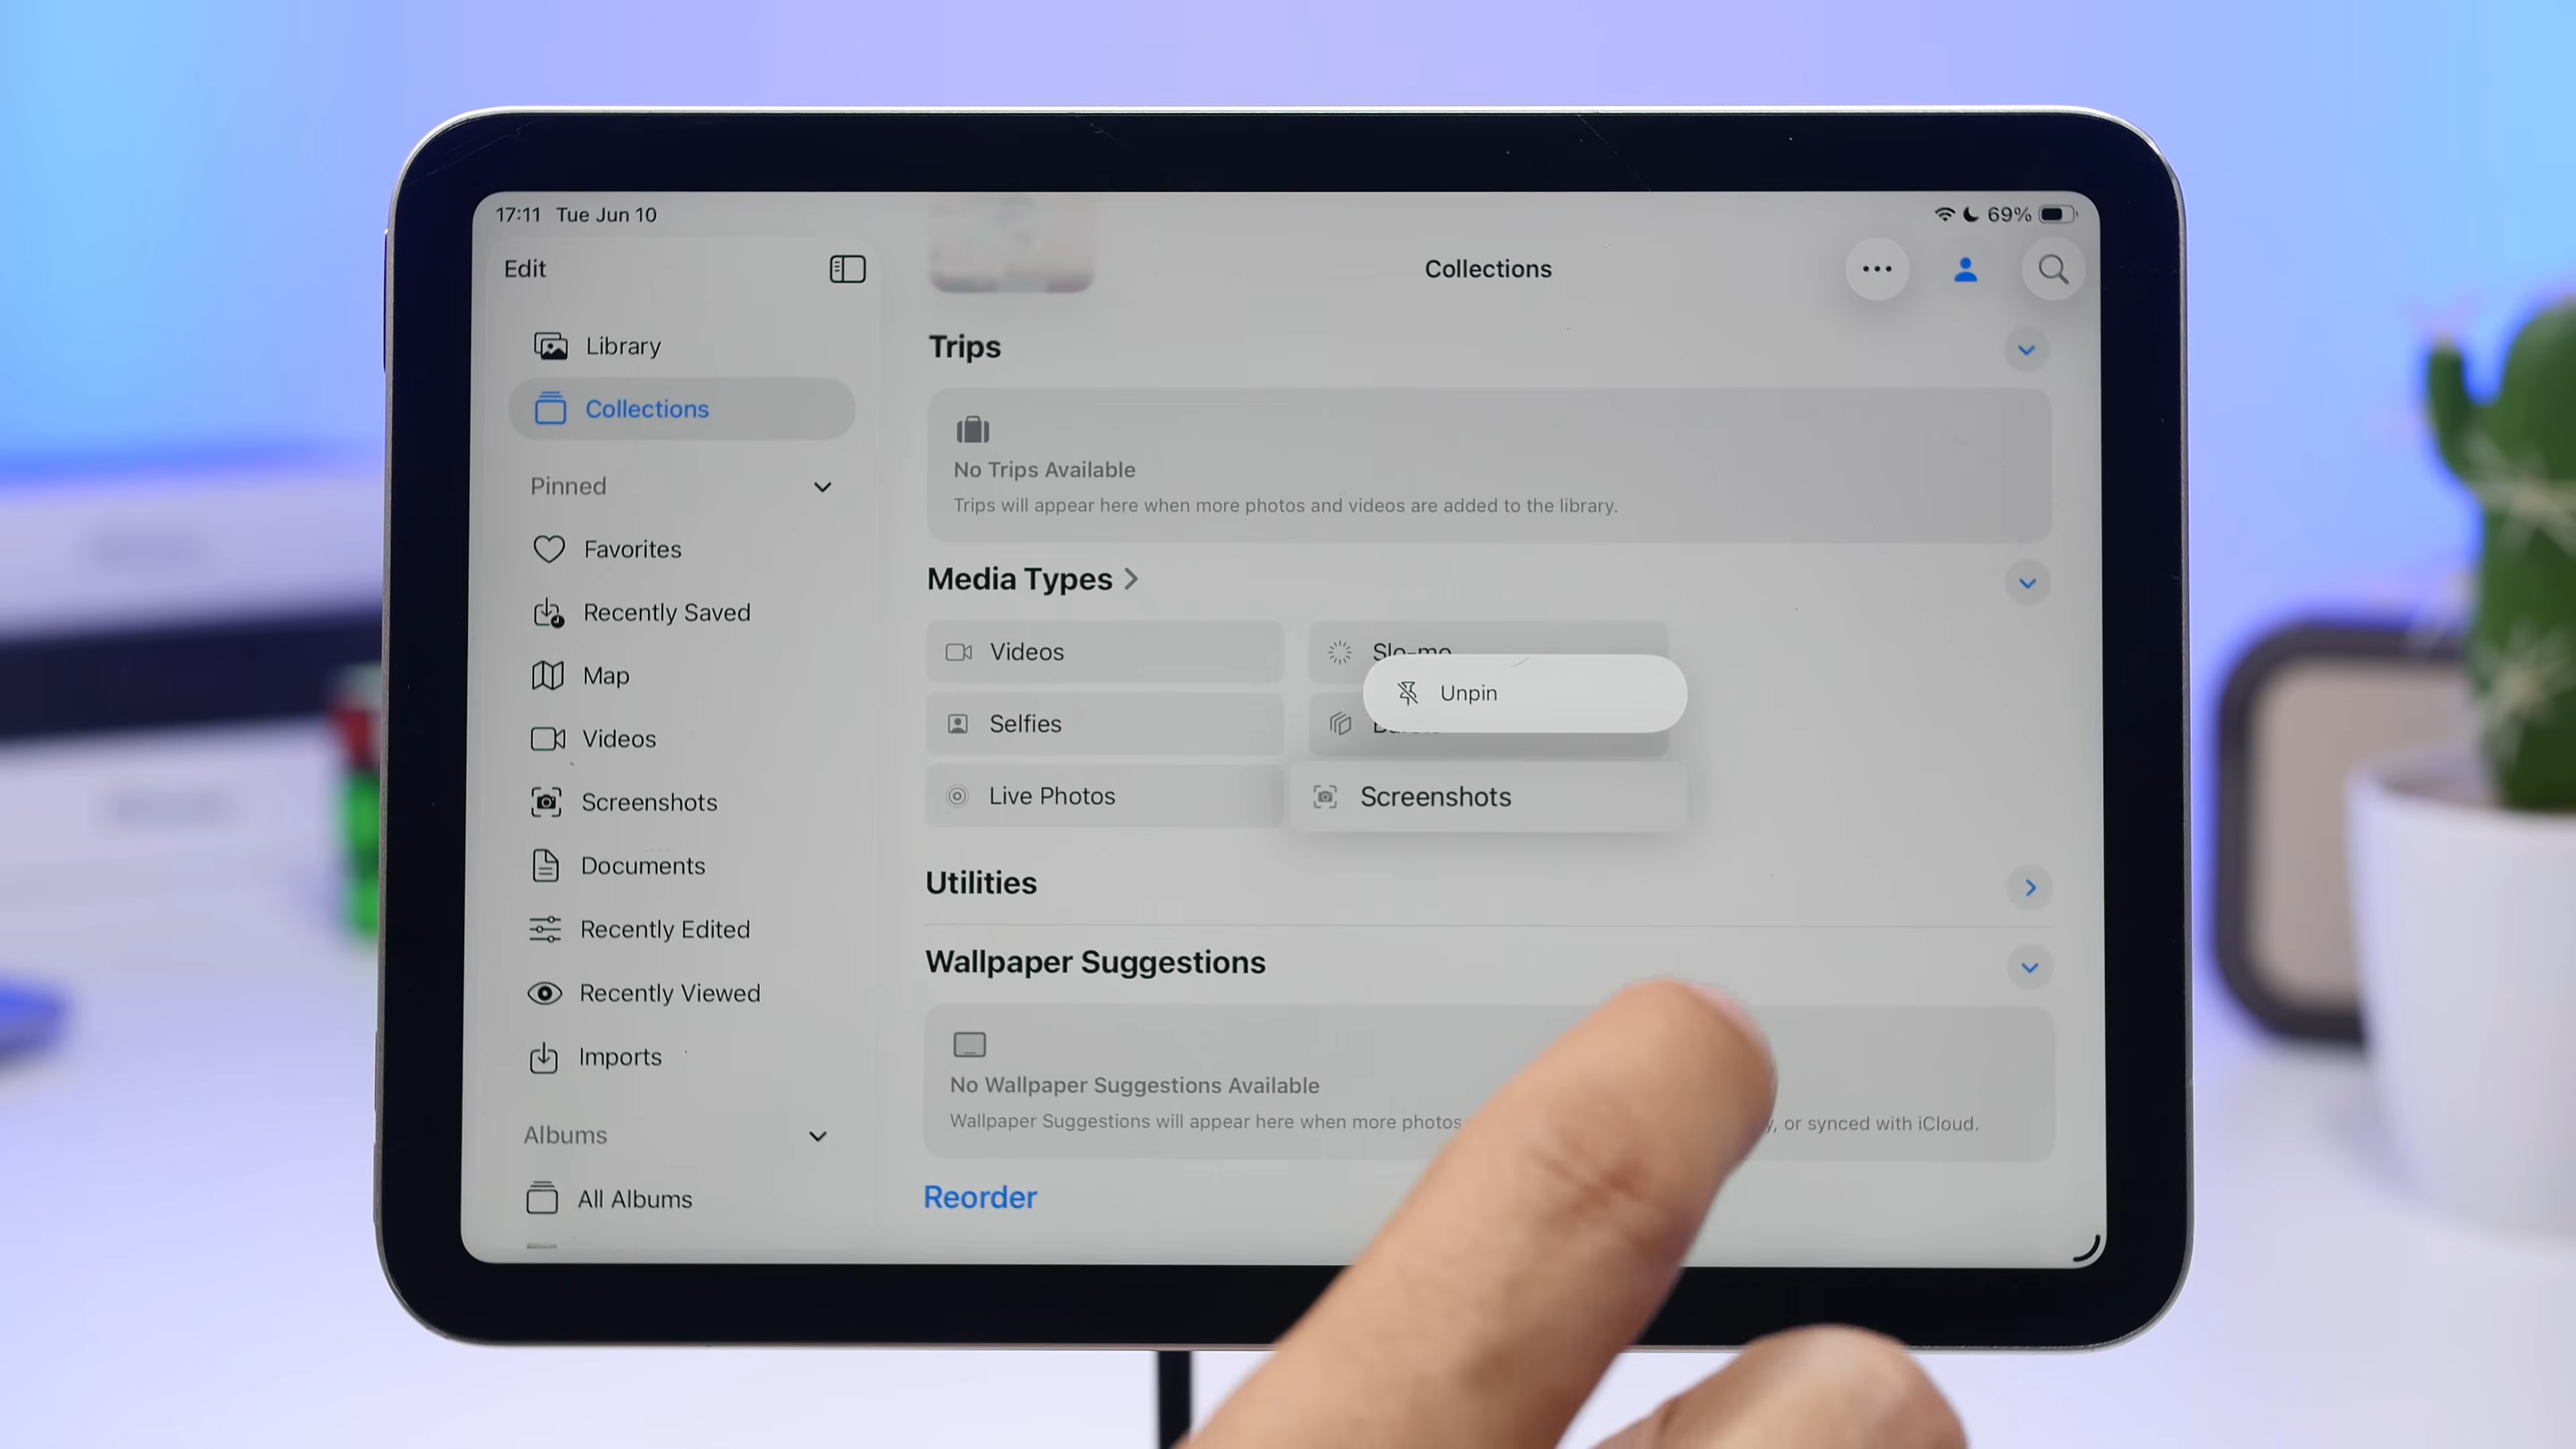 17:11 Tue Jun 10
69%
Edit
Collections
Library
Collections
Pinned
Favorites
Recently Saved
Map
Videos
Screenshots
Documents
Recently Edited
Recently Viewed
Imports
Albums
All Albums
Trips
No Trips Available
Trips will appear here when more photos and videos are added to the library.
Media Types
Videos
Slo-mo
Unpin
Selfies
Live Photos
Screenshots
Utilities
Wallpaper Suggestions
No Wallpaper Suggestions Available
Wallpaper Suggestions will appear here when more photos or synced with iCloud.
Reorder